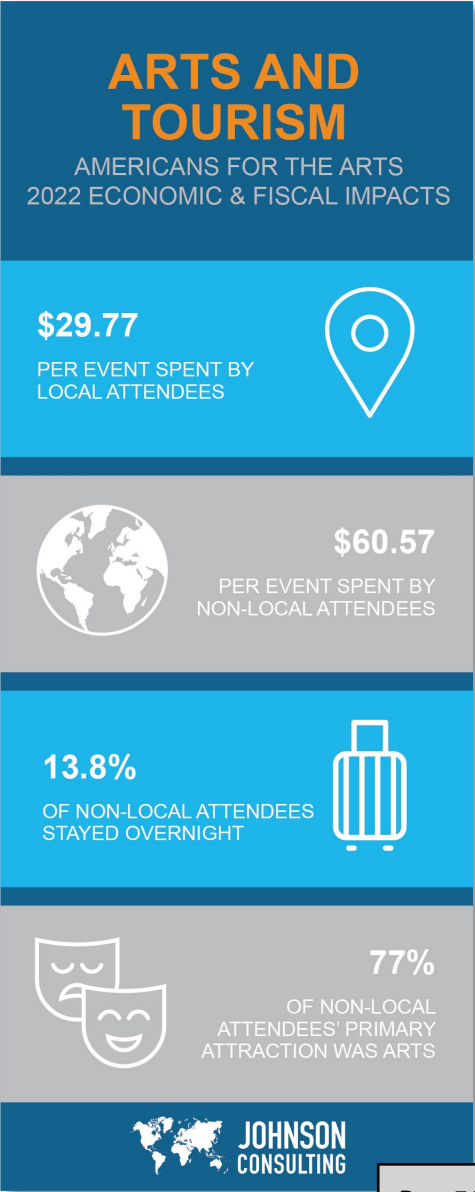 ARTS AND
TOURISM
AMERICANS FOR THE ARTS
2022 ECONOMIC & FISCAL IMPACTS
$29.77
PER EVENT SPENT BY
LOCAL ATTENDEES
$60.57
PER EVENT SPENT BY
NON-LOCAL ATTENDEES
13.8%
OF NON-LOCAL ATTENDEES
STAYED OVERNIGHT
77%
OF NON-LOCAL
ATTENDEES' PRIMARY
ATTRACTION WAS ARTS
JOHNSON
CONSULTING